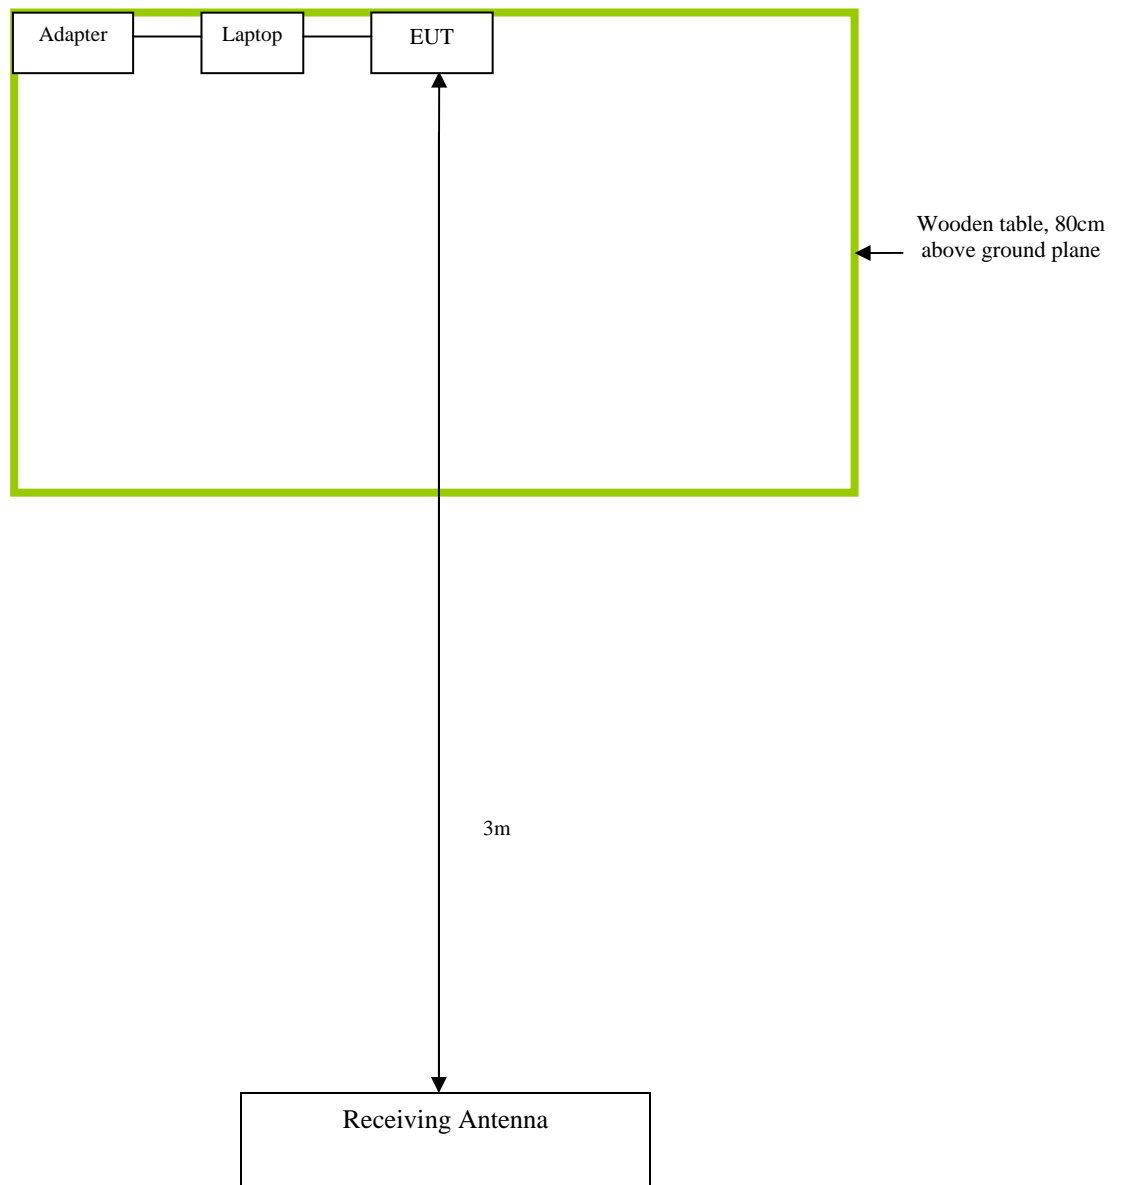 Adapter
Laptop
EUT
Wooden table, 80cm
above ground plane
3m
Receiving Antenna